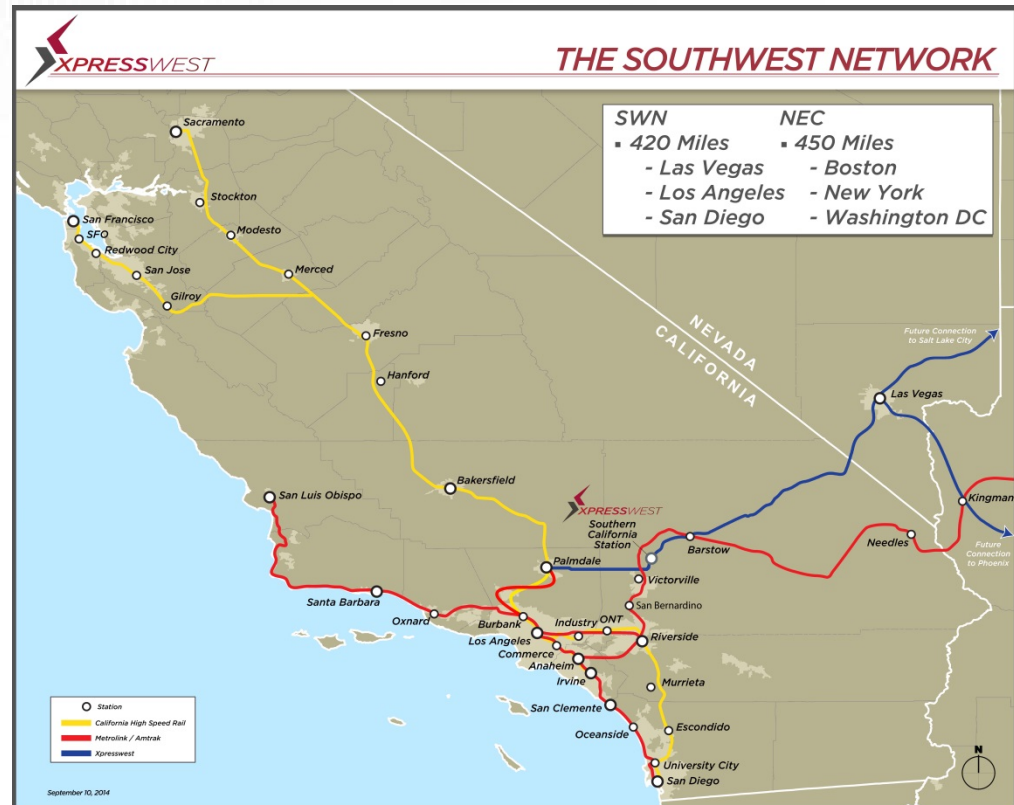 XPRESSWEST
THE SOUTHWEST NETWORK
SWN
▪ 420 Miles
- Las Vegas
- Los Angeles
- San Diego
NEC
▪ 450 Miles
- Boston
- New York
- Washington DC
Sacramento
Stockton
San Francisco
SFO
Modesto
Redwood City
San Jose
Merced
Gilroy
Fresno
Hanford
NEVADA
CALIFORNIA
Future Connection
to Salt Lake City
Las Vegas
Bakersfield
San Luis Obispo
XPRESSWEST
Southern
California
Station
Kingman
Barstow
Needles
Future
Connection
to Phoenix
Palmdale
Victorville
Santa Barbara
San Bernardino
Oxnard
Burbank
Industry
ONT
Los Angeles
Riverside
Commerce
Anaheim
Irvine
Murrieta
San Clemente
Escondido
Oceanside
University City
San Diego
Station
California High Speed Rail
Metrolink / Amtrak
Xpresswest
N
September 10, 2014